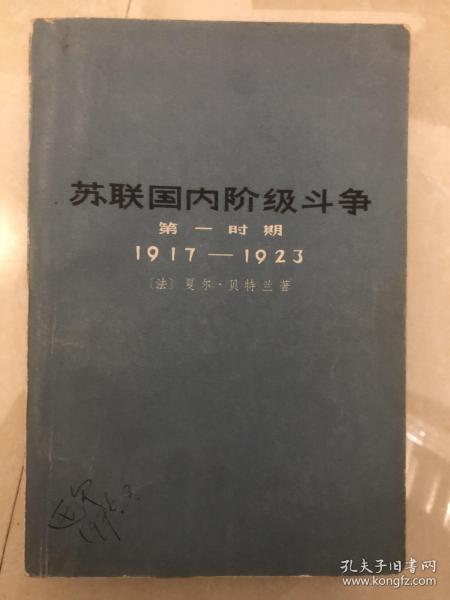 苏联国内阶级斗争
第一时期
1917—1923
〔法〕夏尔·贝特兰著
孔夫子旧书网
www.kongfz.com